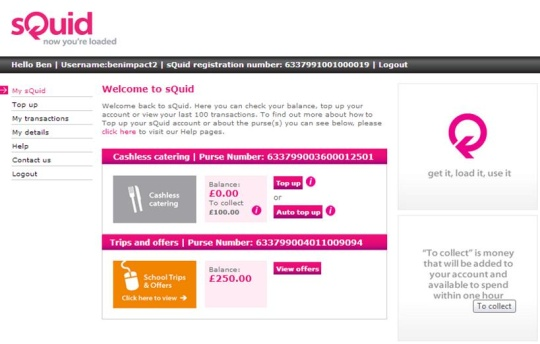 sQuid
now you're loaded
Hello Ben | Username:benimpact2 | sQuid registration number: 6337991001000019 | Logout
My sQuid
Top up
My transactions
My details
Help
Contact us
Logout
Welcome to sQuid
Welcome back to sQuid. Here you can check your balance, top up your
account or view your last 100 transactions. To find out more about how to
Top up your sQuid account or about the purse(s) you can see below, please
click here to visit our Help pages.
Cashless catering | Purse Number: 633799003600012501
Cashless
catering
Balance:
£0.00
To collect
£100.00
i
Top up
i
or
Auto top up
i
Trips and offers | Purse Number: 633799004011009094
School Trips
& Offers
Click here to view
Balance:
£250.00
View offers
get it, load it, use it
"To collect" is money
that will be added to
your account and
available to spend
within one hour
To collect